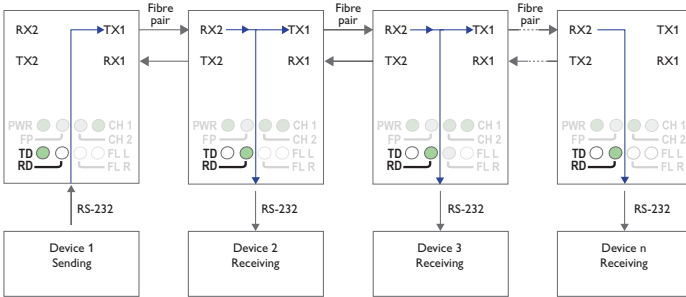 Fibre
pair
Fibre
pair
Fibre
pair
RX2 TX1
TX2 RX1
PWR CH 1
FP CH 2
TD FL L
RD FL R
RX2 TX1
TX2 RX1
PWR CH 1
FP CH 2
TD FL L
RD FL R
RX2 TX1
TX2 RX1
PWR CH 1
FP CH 2
TD FL L
RD FL R
RX2 TX1
TX2 RX1
PWR CH 1
FP CH 2
TD FL L
RD FL R
RS-232
RS-232
RS-232
RS-232
Device 1
Sending
Device 2
Receiving
Device 3
Receiving
Device n
Receiving